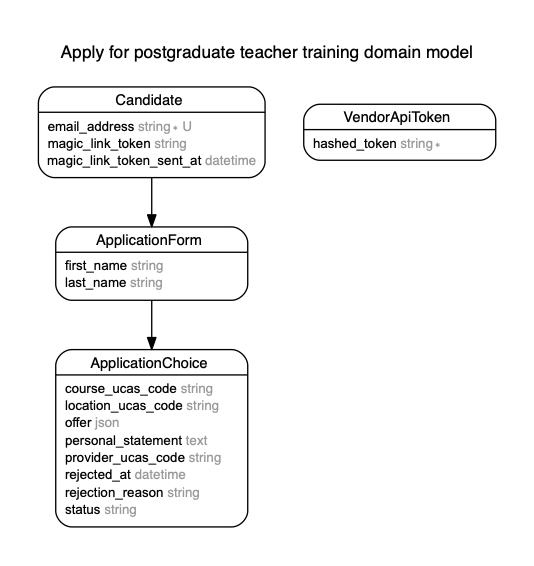 Apply for postgraduate teacher training domain model
Candidate
email_address string * U
magic_link_token string
magic_link_token_sent_at datetime
VendorApiToken
hashed_token string *
ApplicationForm
first_name string
last_name string
ApplicationChoice
course_ucas_code string
location_ucas_code string
offer json
personal_statement text
provider_ucas_code string
rejected_at datetime
rejection_reason string
status string